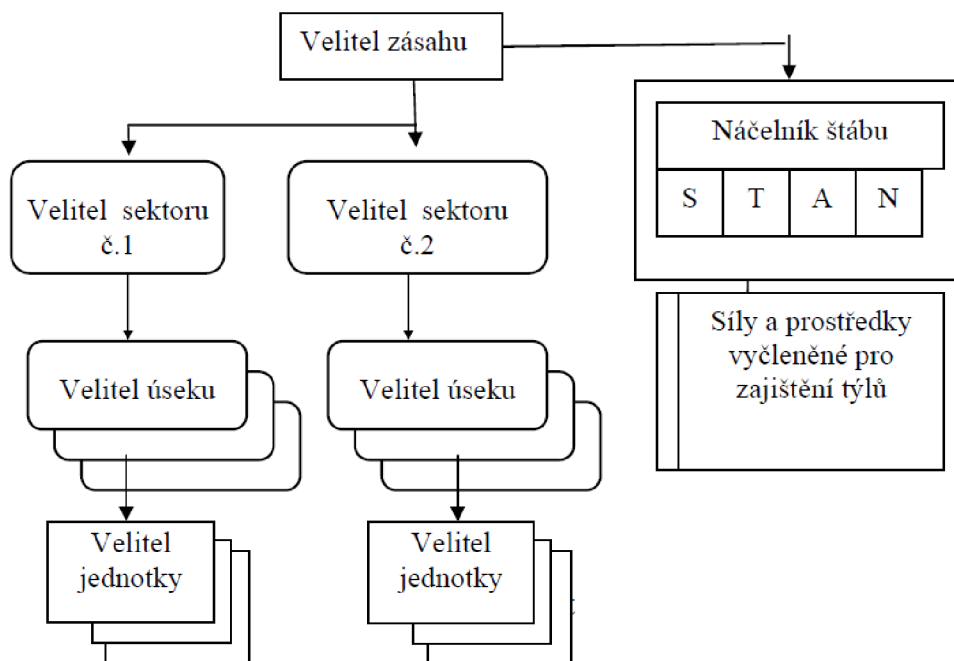 Velitel zásahu
Náčelník štábu
S T A N
Velitel sektoru
č.1
Velitel sektoru
č.2
Síly a prostředky
vyčleněné pro
zajištění týlů
Velitel úseku
Velitel úseku
Velitel
jednotky
Velitel
jednotky